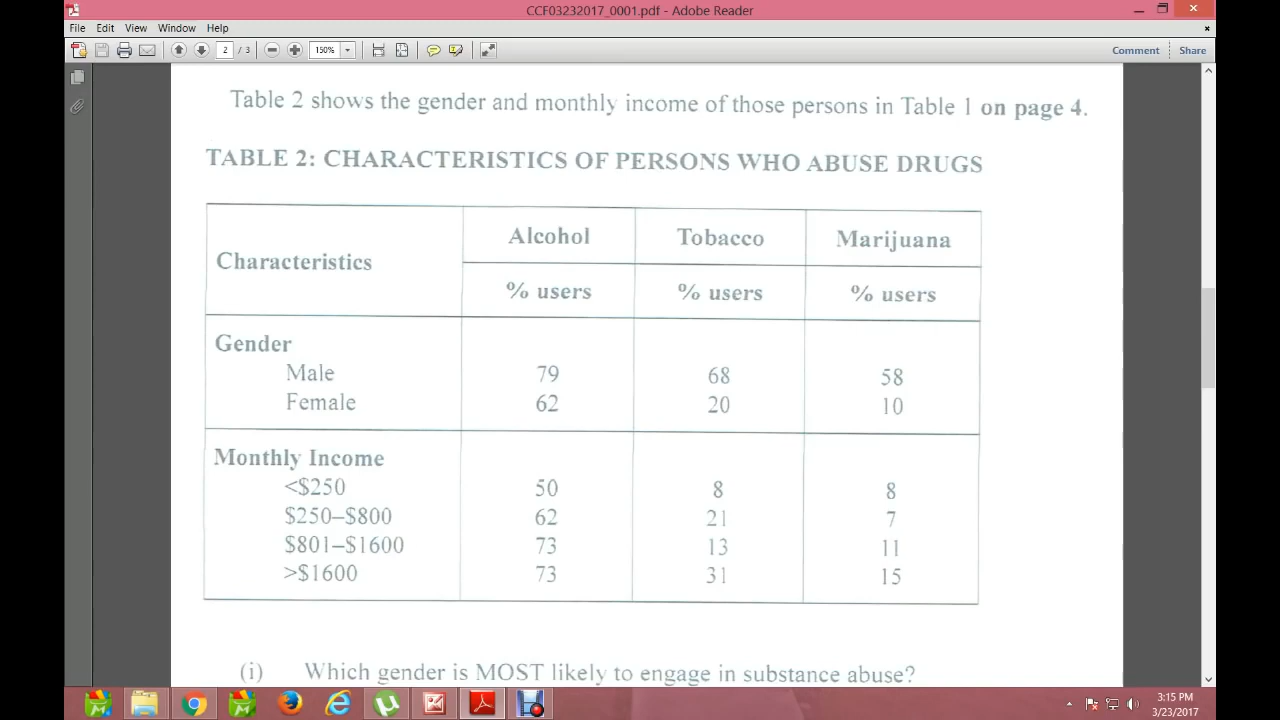 CCF03232017_0001.pdf - Adobe Reader
File Edit View Window Help
2 / 3 150% Comment Share
Table 2 shows the gender and monthly income of those persons in Table 1 on page 4.
TABLE 2: CHARACTERISTICS OF PERSONS WHO ABUSE DRUGS
Characteristics Alcohol Tobacco Marijuana
% users % users % users
Gender
Male 79 68 58
Female 62 20 10
Monthly Income
<$250 50 8 8
$250–$800 62 21 7
$801–$1600 73 13 11
>$1600 73 31 15
(i) Which gender is MOST likely to engage in substance abuse?
3:15 PM
3/23/2017